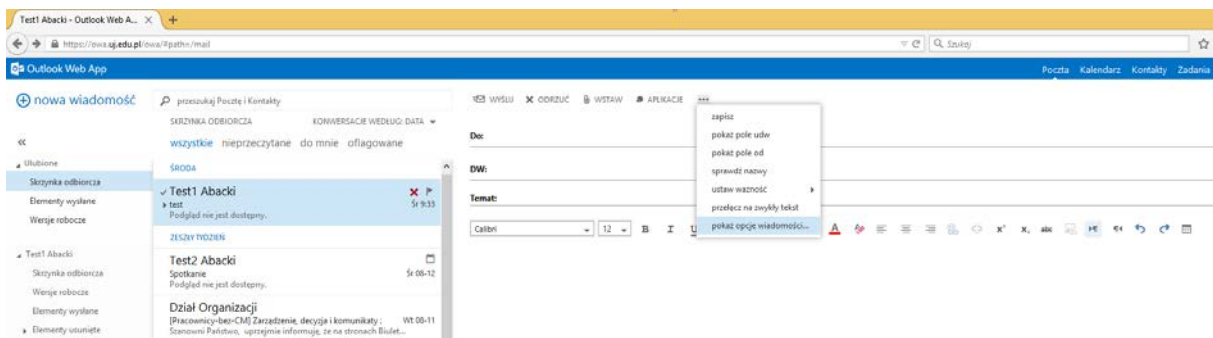 Test1 Abacki - Outlook Web A...
https://owa.uj.edu.pl/owa/#path=/mail
Szukaj
Outlook Web App
Poczta Kalendarz Kontakty Zadania
nowa wiadomość
przeszukaj Pocztę i Kontakty
SKRZYNKA ODBIORCZA KONWERSACJE WEDŁUG: DATA
wszystkie nieprzeczytane do mnie oflagowane
Ulubione
Skrzynka odbiorcza
Elementy wysłane
Wersje robocze
Test1 Abacki
Skrzynka odbiorcza
Wersje robocze
Elementy wysłane
Elementy usunięte
ŚRODA
Test1 Abacki
test Śr 9:33
Podgląd nie jest dostępny.
ZESZŁY TYDZIEŃ
Test2 Abacki
Spotkanie Śr 08-12
Podgląd nie jest dostępny.
Dział Organizacji
[Pracownicy-bez-CM] Zarządzenie, decyzja i komunikaty ; Wt 08-11
Szanowni Państwo, uprzejmie informuję, że na stronach Biulet...
WYŚLIJ ODRZUĆ WSTAW APLIKACJE ...
Do:
DW:
Temat:
Calibri 12 B I U
zapisz
pokaż pole udw
pokaż pole od
sprawdź nazwy
ustaw ważność
przełącz na zwykły tekst
pokaż opcje wiadomości...